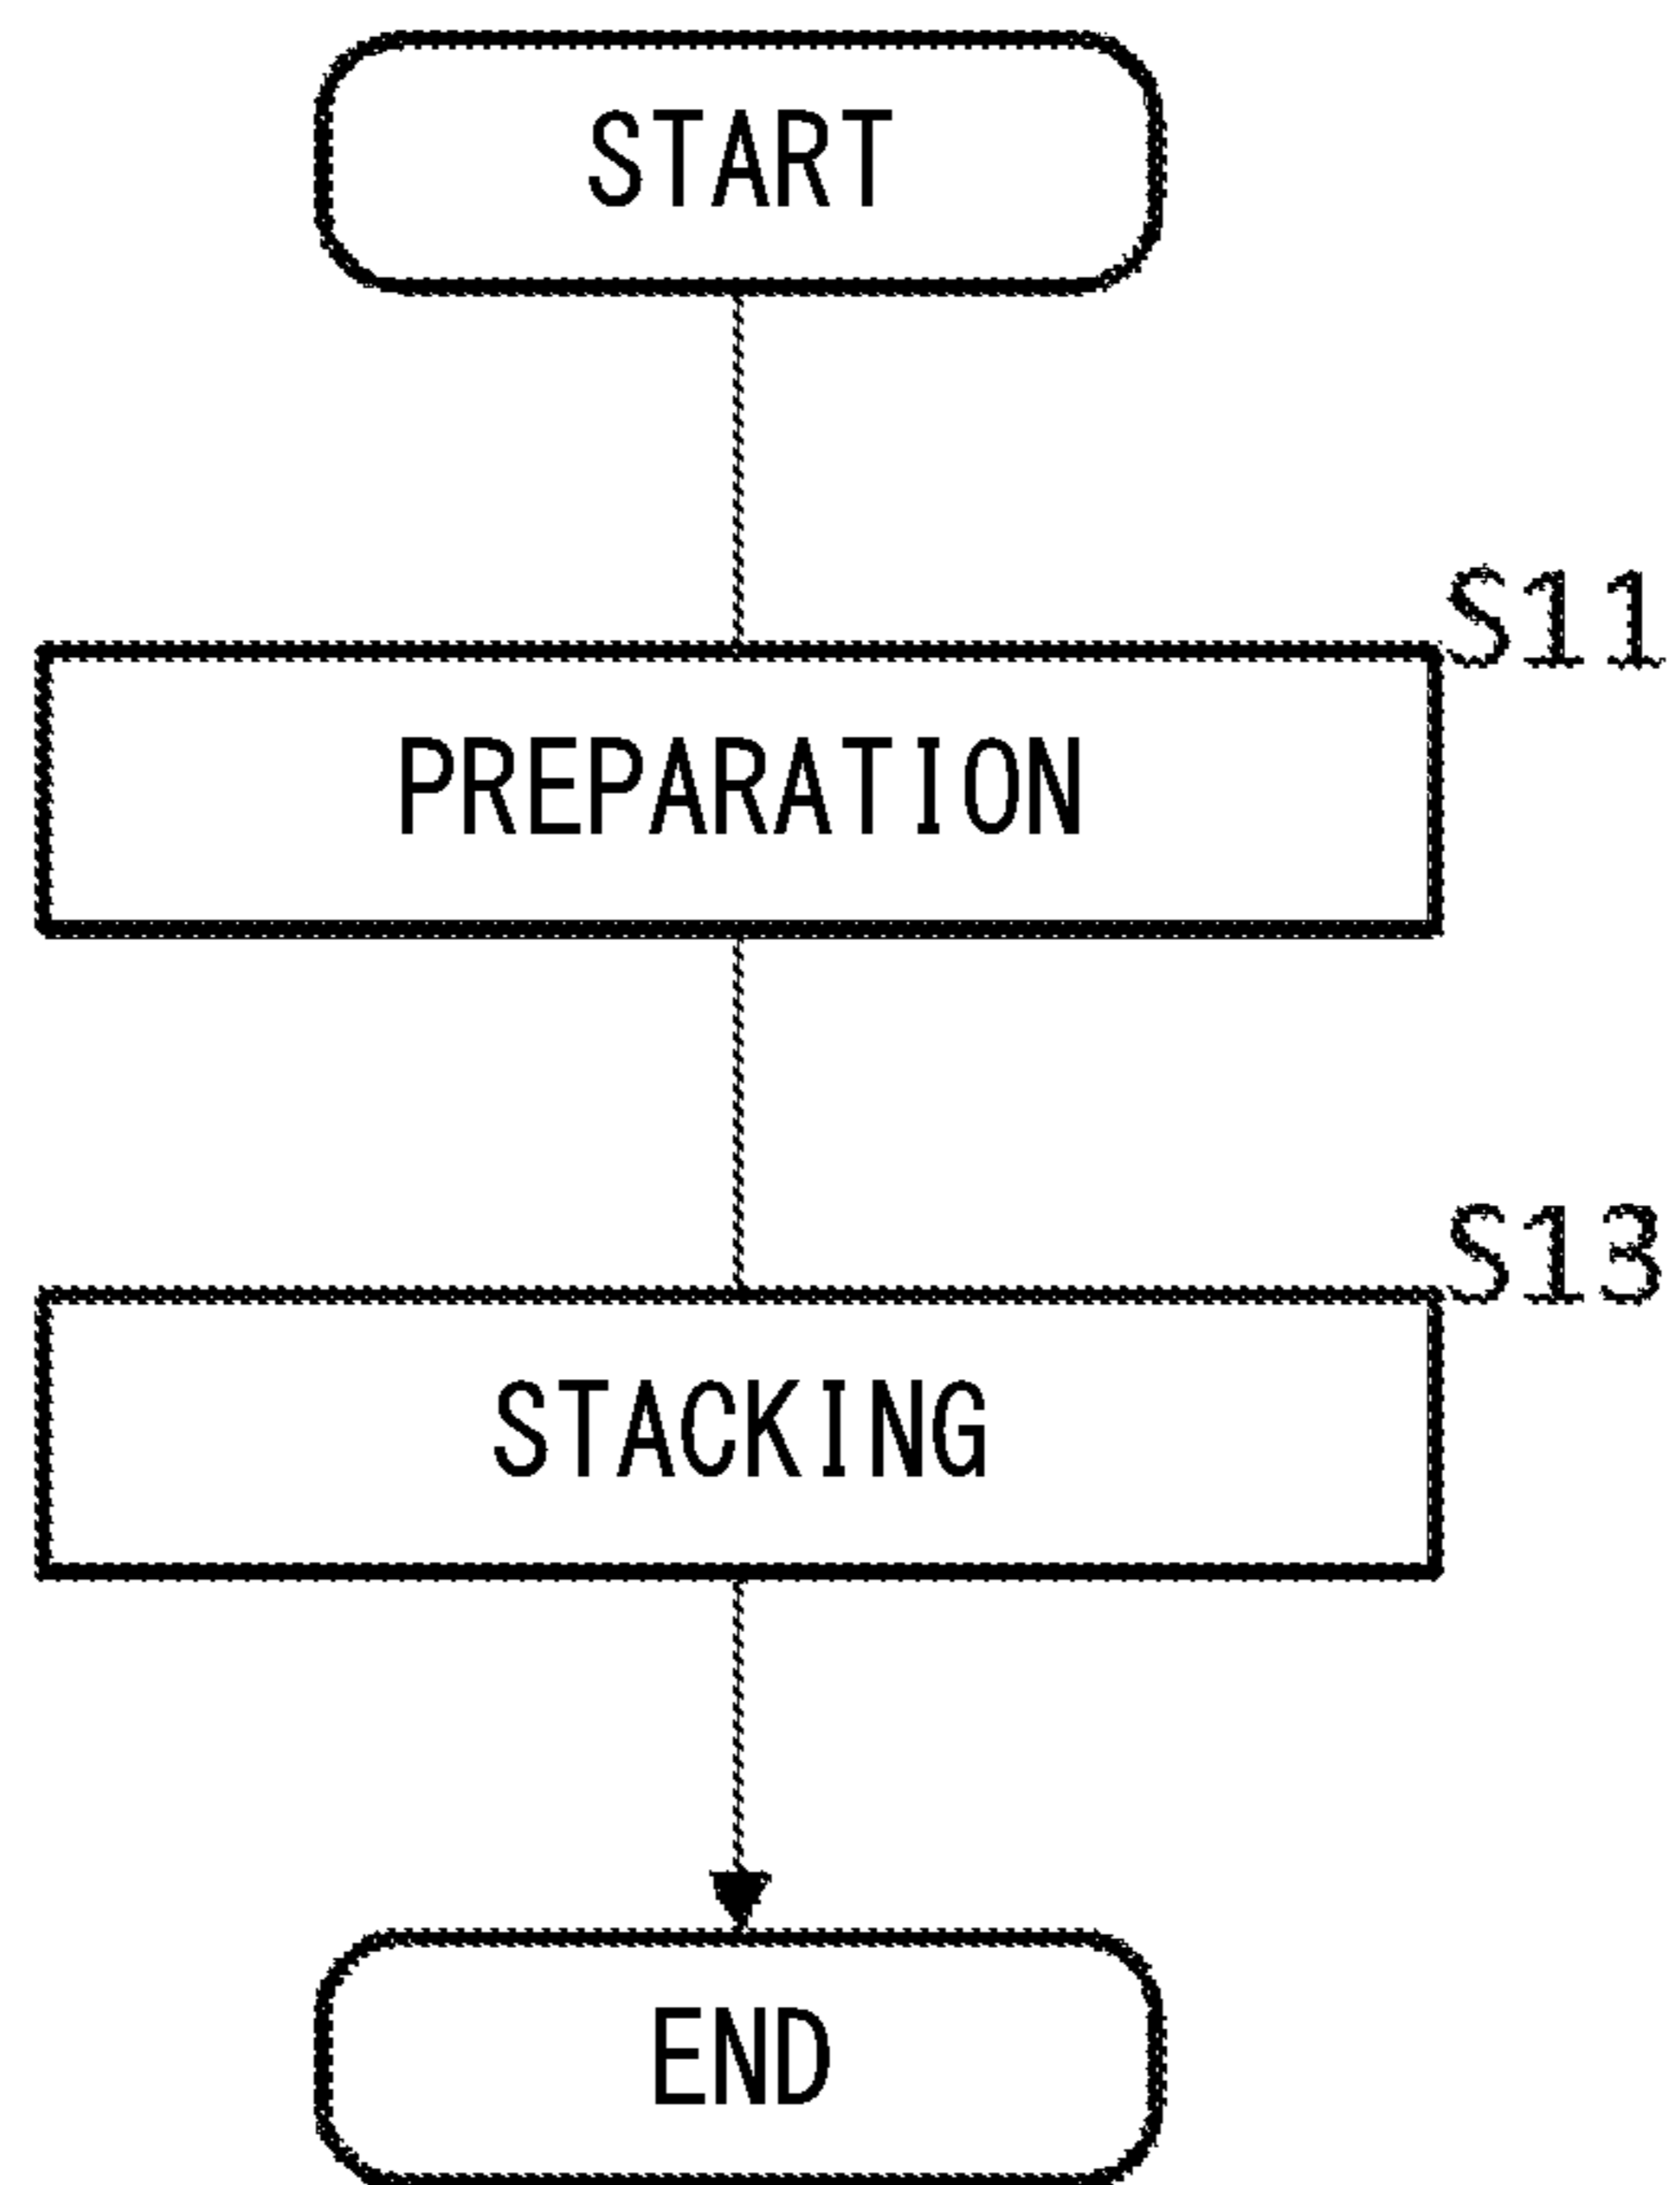 START
S11
PREPARATION
S13
STACKING
END